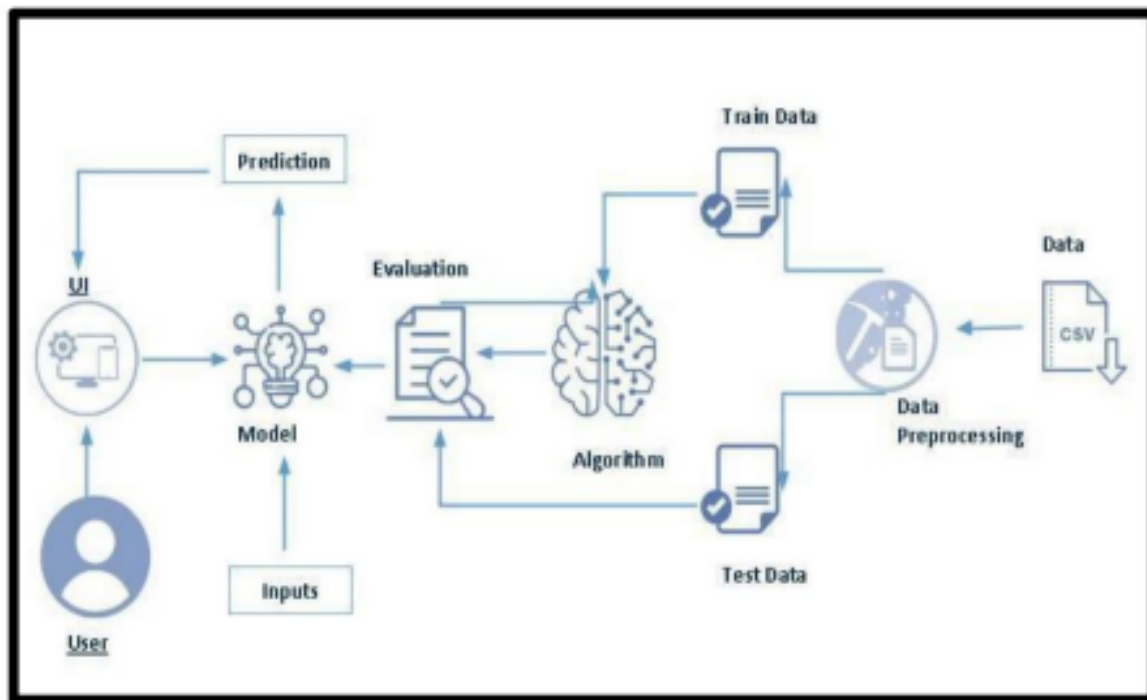 Train Data
Prediction
Data
Evaluation
UI
CSV
Data
Preprocessing
Model
Algorithm
Test Data
Inputs
User